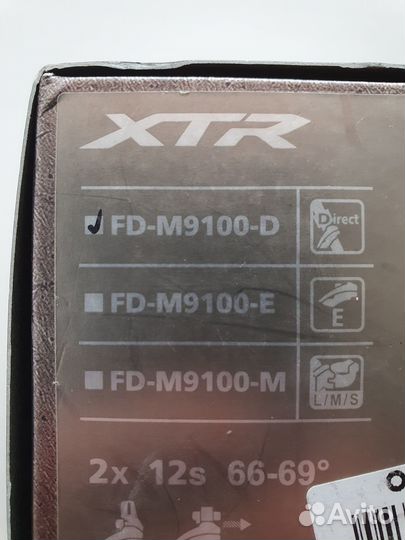 XTR
FD-M9100-D
Direct
FD-M9100-E
E
FD-M9100-M
L/M/S
2x 12s 66-69°
Avito